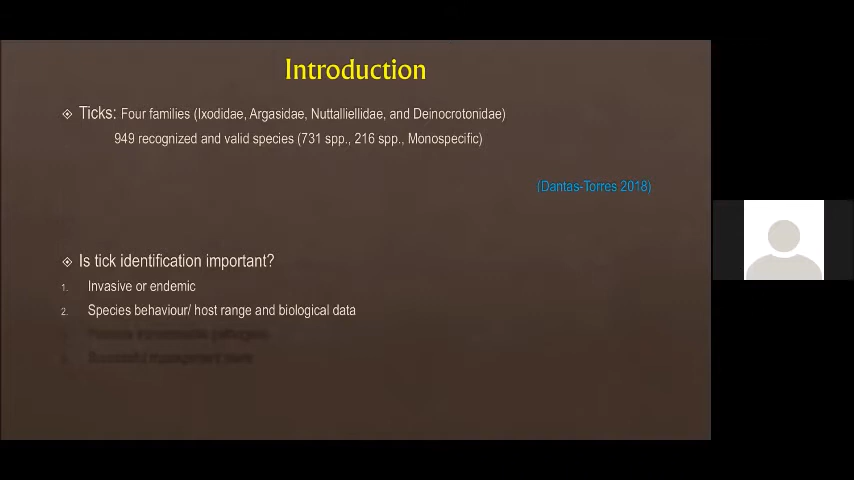 Introduction
Ticks: Four families (Ixodidae, Argasidae, Nuttalliellidae, and Deinocrotonidae)
949 recognized and valid species (731 spp., 216 spp., Monospecific)
(Dantas-Torres 2018)
Is tick identification important?
1. Invasive or endemic
2. Species behaviour/ host range and biological data